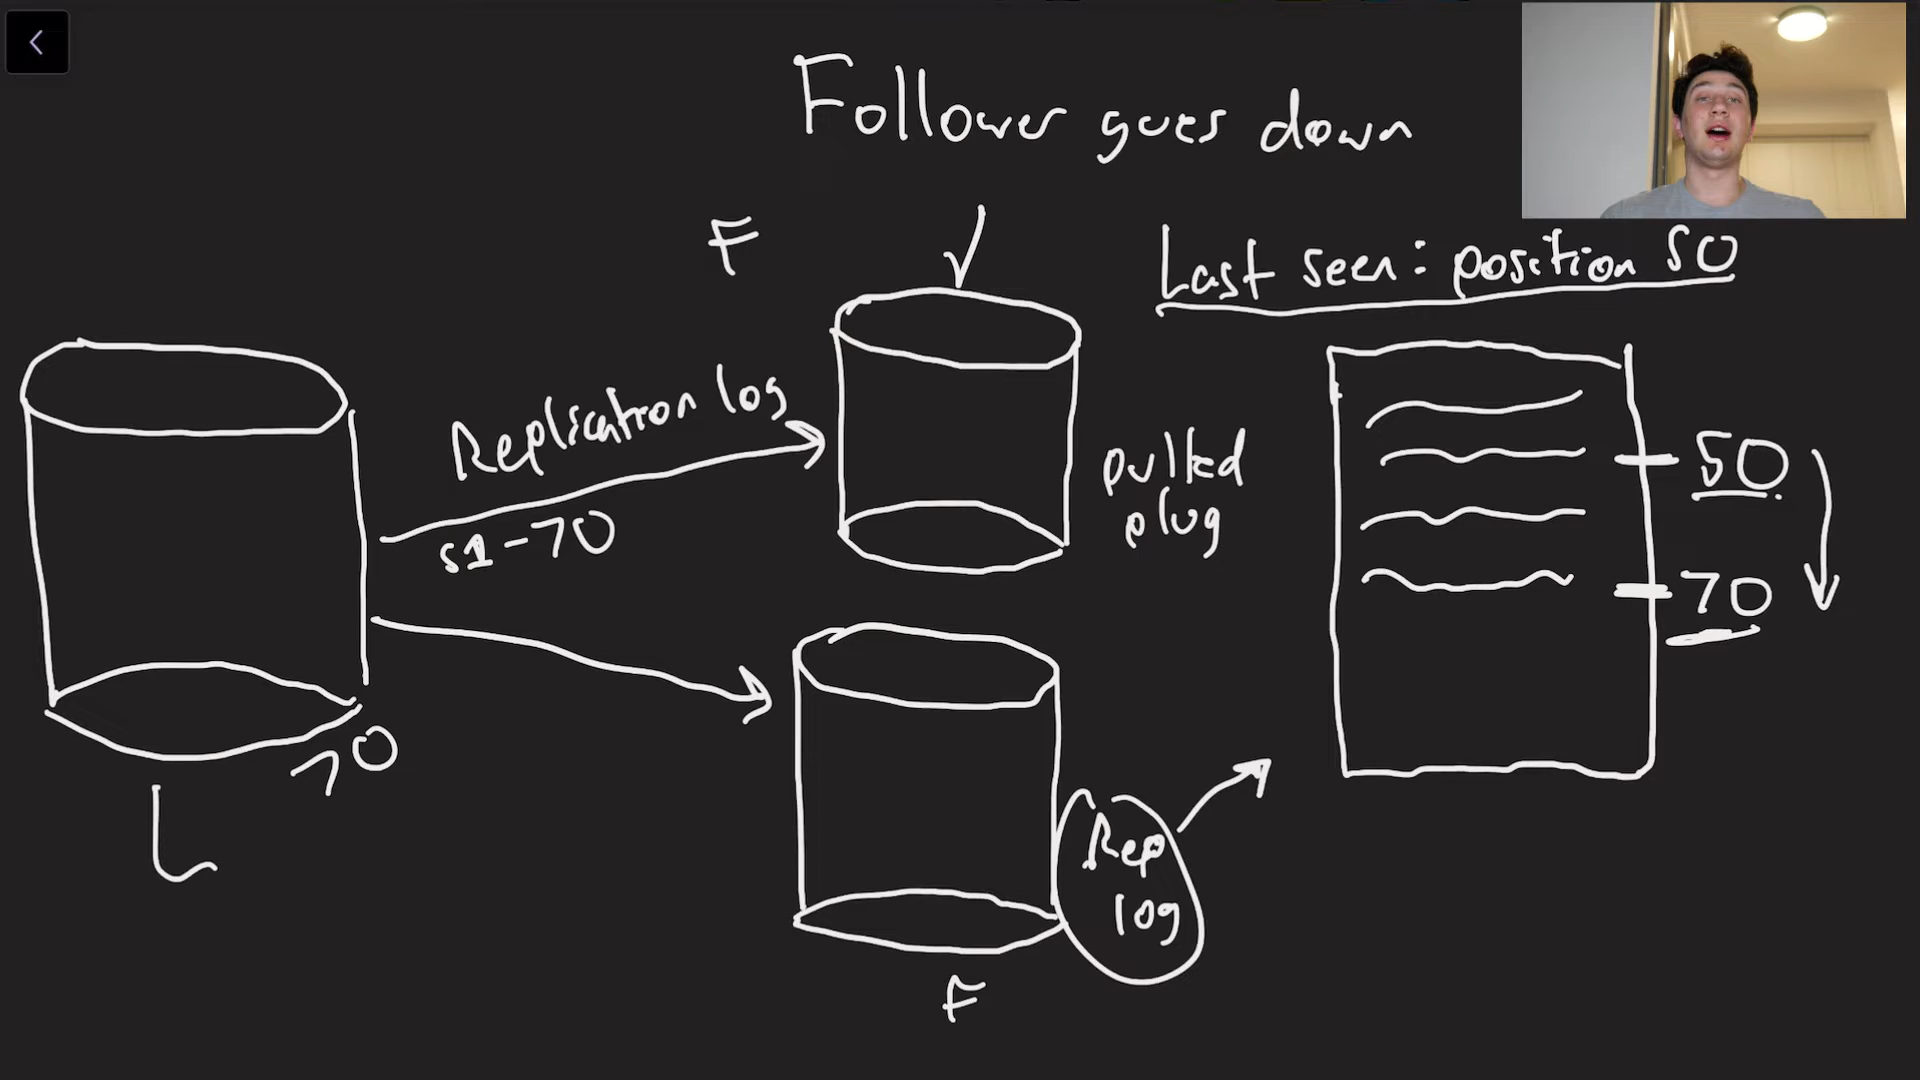 Follower goes down
F
Last seen: position 50
Replication log
51-70
pulled
plug
50
70
70
L
Rep
log
F